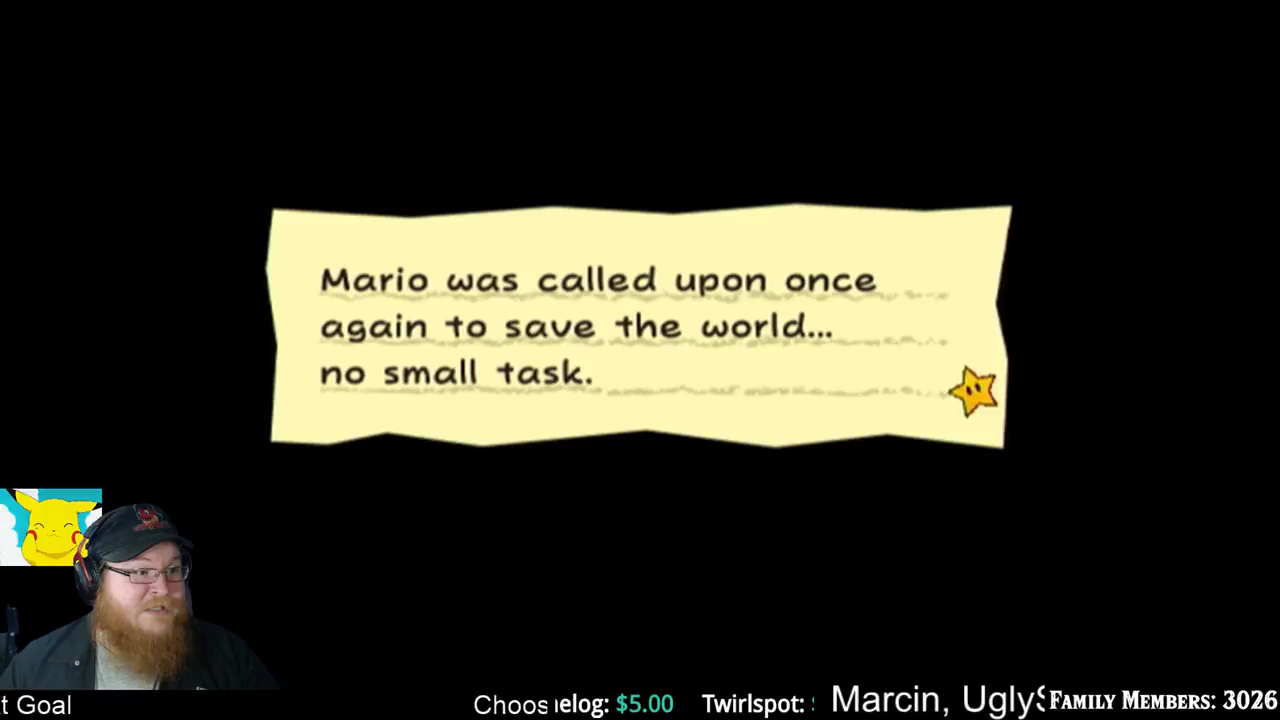 Mario was called upon once
again to save the world...
no small task.
t Goal
Choos
elog: $5.00
Twirlspot:
Marcin, Ugly
FAMILY MEMBERS: 3026